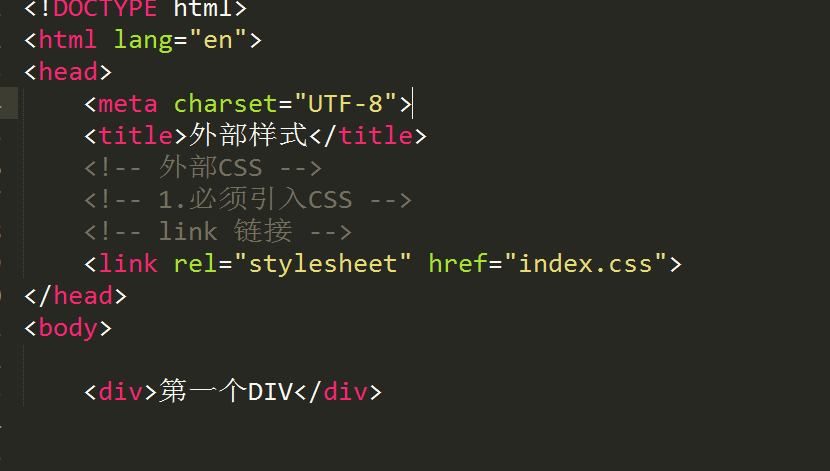 <!DOCTYPE html>
<html lang="en">
<head>
<meta charset="UTF-8">
<title>外部样式</title>
<!-- 外部CSS -->
<!-- 1.必须引入CSS -->
<!-- link 链接 -->
<link rel="stylesheet" href="index.css">
</head>
<body>
<div>第一个DIV</div>